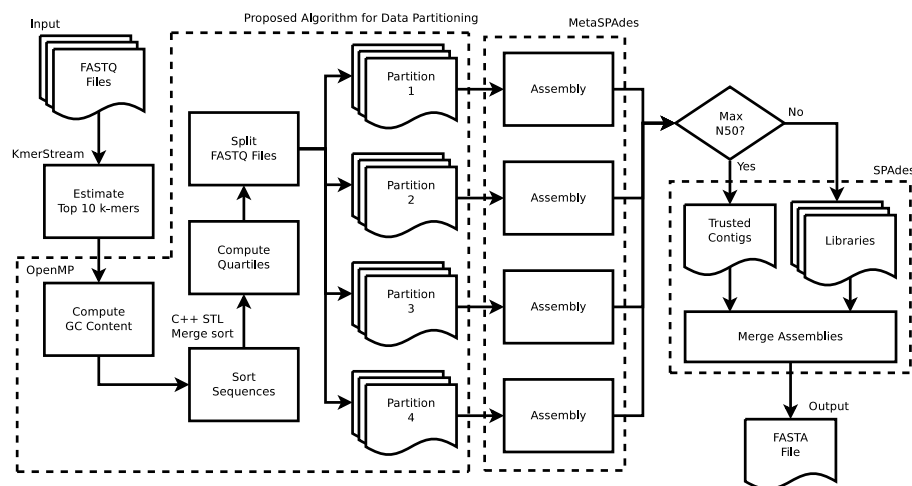 Proposed Algorithm for Data Partitioning
MetaSPAdes
Input
FASTQ
Files
KmerStream
Estimate
Top 10 k-mers
OpenMP
Compute
GC Content
C++ STL
Merge sort
Sort
Sequences
Compute
Quartiles
Split
FASTQ Files
Partition
1
Partition
2
Partition
3
Partition
4
Assembly
Assembly
Assembly
Assembly
Max
N50?
No
Yes
SPAdes
Trusted
Contigs
Libraries
Merge Assemblies
Output
FASTA
File